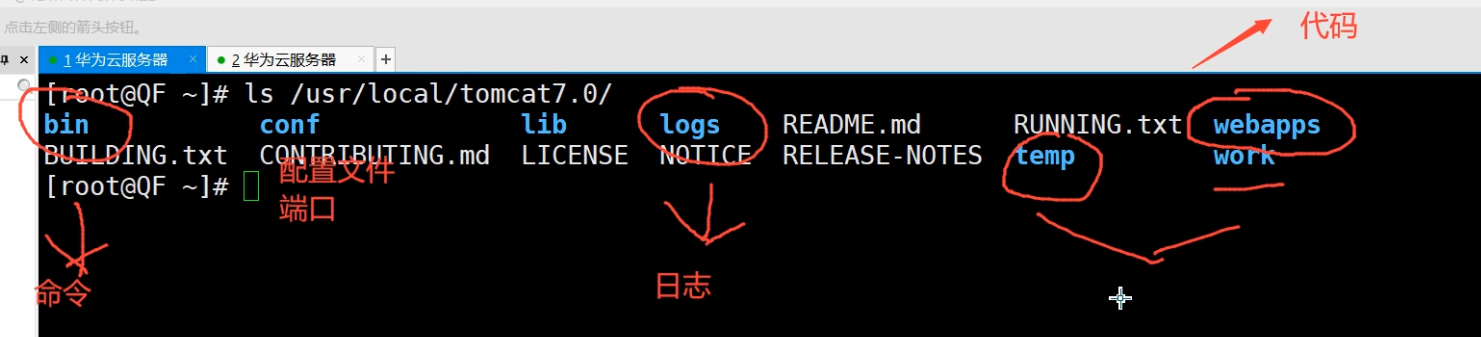 点击左侧的箭头按钮。
代码
1 华为云服务器 × 2 华为云服务器 × +
[root@QF ~]# ls /usr/local/tomcat7.0/
bin conf lib logs README.md RUNNING.txt webapps
BUILDING.txt CONTRIBUTING.md LICENSE NOTICE RELEASE-NOTES temp work
[root@QF ~]#
配置文件
端口
命令
日志